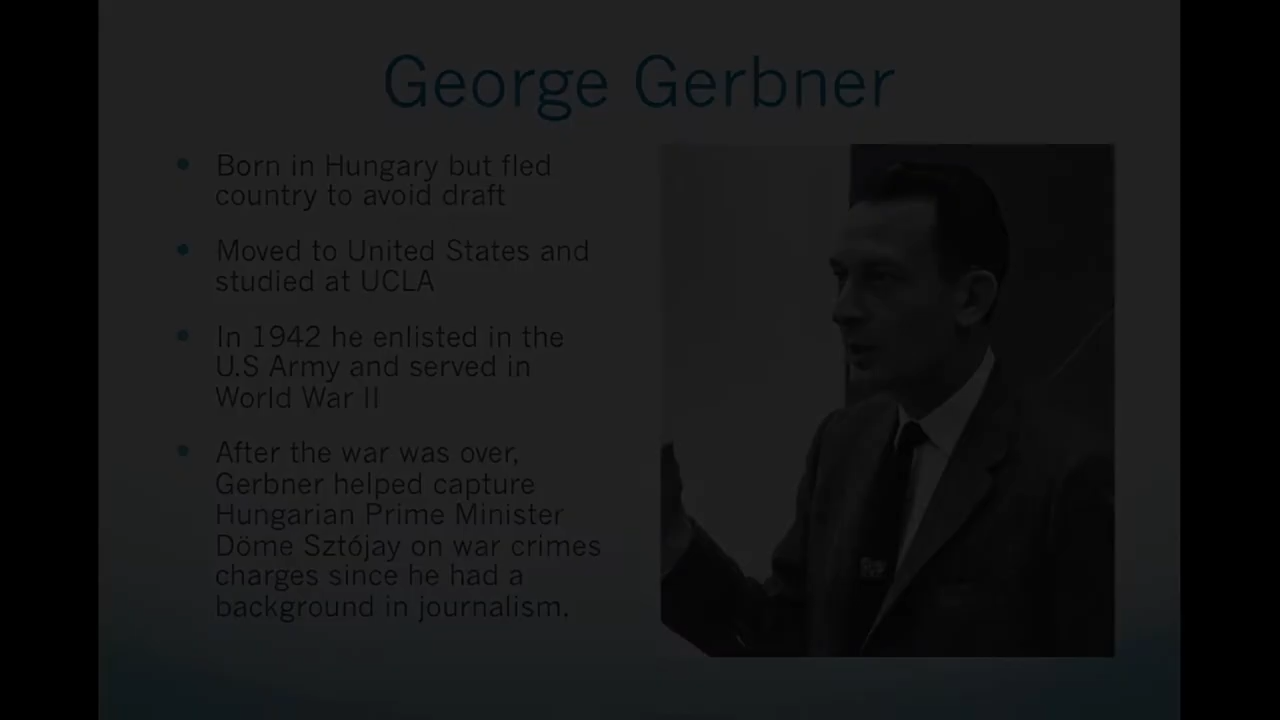 George Gerbner
• Born in Hungary but fled
country to avoid draft
• Moved to United States and
studied at UCLA
• In 1942 he enlisted in the
U.S Army and served in
World War II
• After the war was over,
Gerbner helped capture
Hungarian Prime Minister
Döme Sztójay on war crimes
charges since he had a
background in journalism.